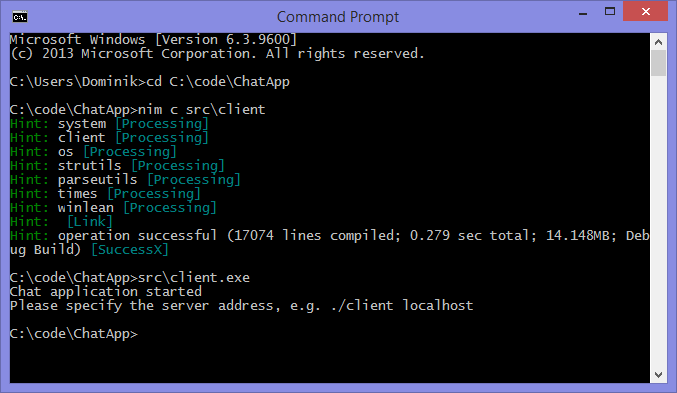 Command Prompt
Microsoft Windows [Version 6.3.9600]
(c) 2013 Microsoft Corporation. All rights reserved.
C:\Users\Dominik>cd C:\code\ChatApp
C:\code\ChatApp>nim c src\client
Hint: system [Processing]
Hint: client [Processing]
Hint: os [Processing]
Hint: strutils [Processing]
Hint: parseutils [Processing]
Hint: times [Processing]
Hint: winlean [Processing]
Hint:  [Link]
Hint: operation successful (17074 lines compiled; 0.279 sec total; 14.148MB; Deb
ug Build) [SuccessX]
C:\code\ChatApp>src\client.exe
Chat application started
Please specify the server address, e.g. ./client localhost
C:\code\ChatApp>